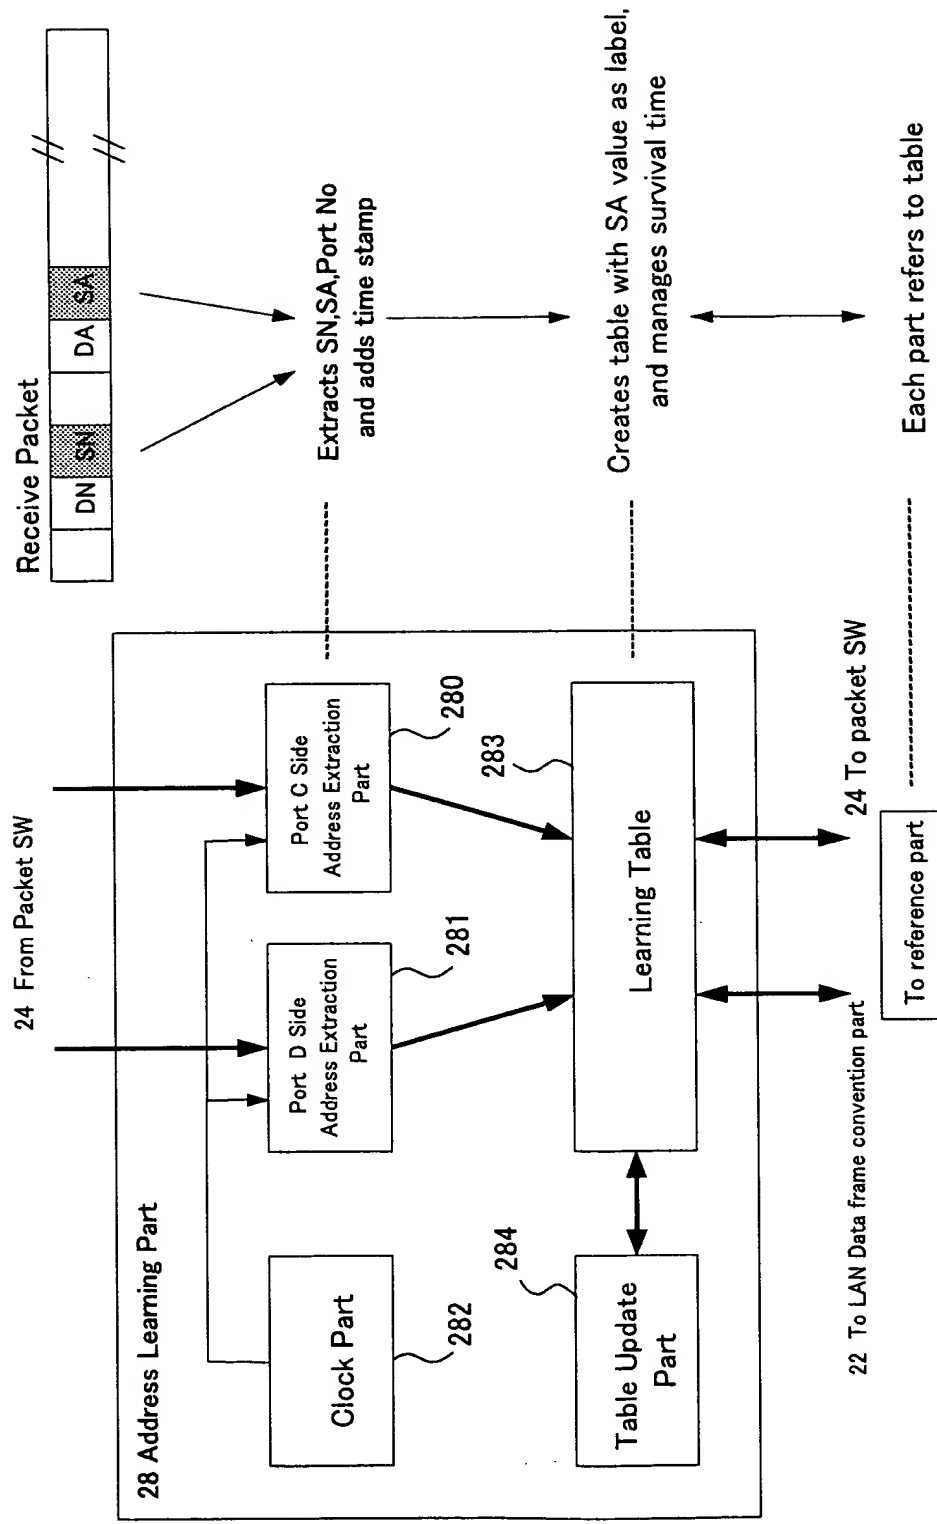 24 From Packet SW
28 Address Learning Part
Clock Part
282
Port D Side
Address Extraction
Part
281
Port C Side
Address Extraction
Part
280
Table Update
Part
284
Learning Table
283
22 To LAN Data frame convention part
24 To packet SW
To reference part
Receive Packet
DN
SN
DA
SA
Extracts SN,SA,Port No
and adds time stamp
Creates table with SA value as label,
and manages survival time
Each part refers to table